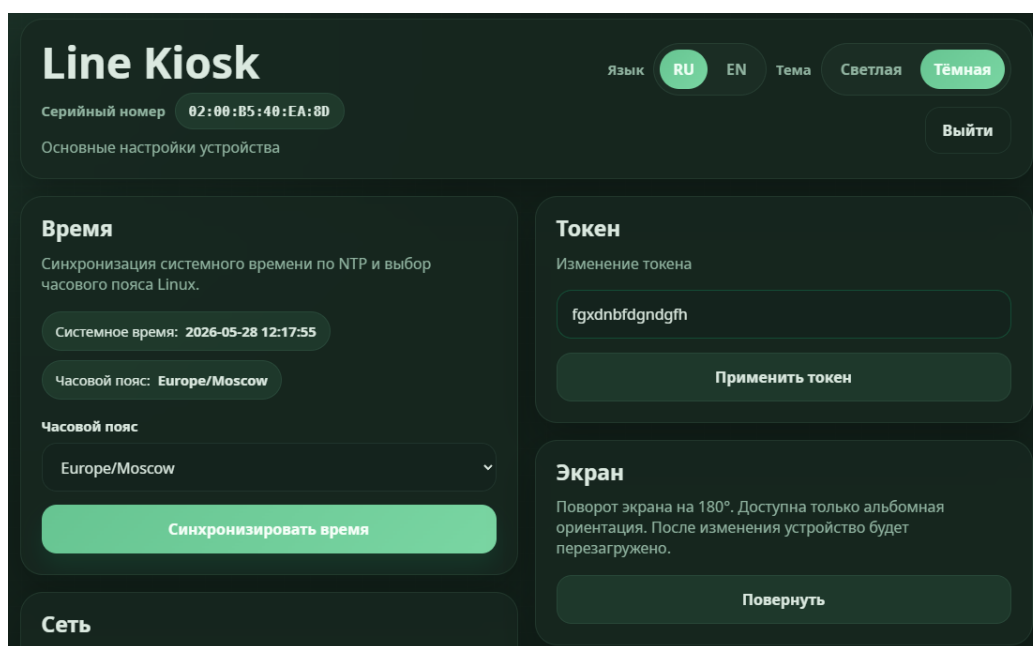 Line Kiosk
Язык RU EN Тема Светлая Тёмная
Серийный номер 02:00:B5:40:EA:8D
Выйти
Основные настройки устройства
Время
Синхронизация системного времени по NTP и выбор
часового пояса Linux.
Системное время: 2026-05-28 12:17:55
Часовой пояс: Europe/Moscow
Часовой пояс
Europe/Moscow
Синхронизировать время
Сеть
Токен
Изменение токена
fgxdnbfdgndgfh
Применить токен
Экран
Поворот экрана на 180°. Доступна только альбомная
ориентация. После изменения устройство будет
перезагружено.
Повернуть